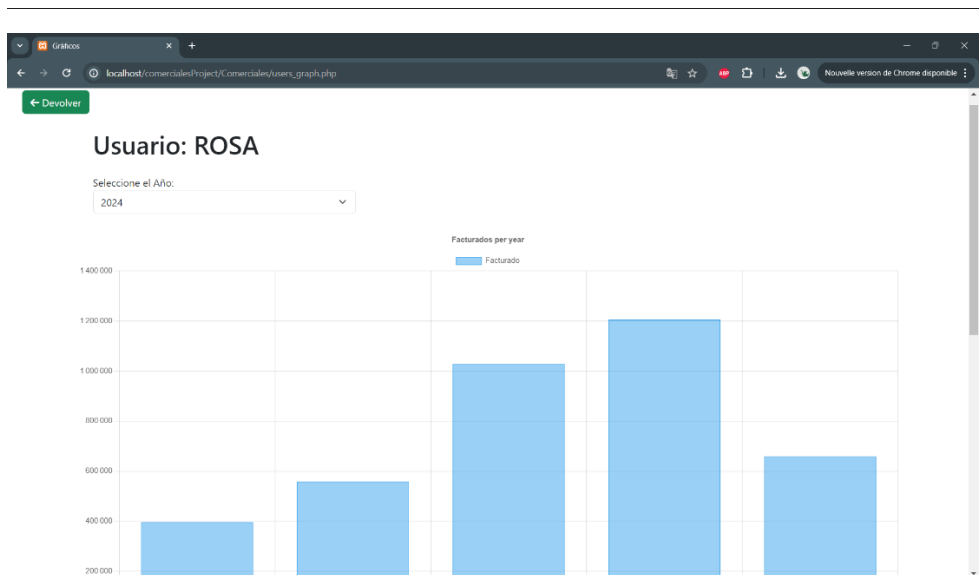 Gráficos
localhost/comercialesProject/Comerciales/users_graph.php
ABP
Nouvelle version de Chrome disponible
Devolver
Usuario: ROSA
Seleccione el Año:
2024
Facturados per year
Facturado
1 400 000
1 200 000
1 000 000
800 000
600 000
400 000
200 000